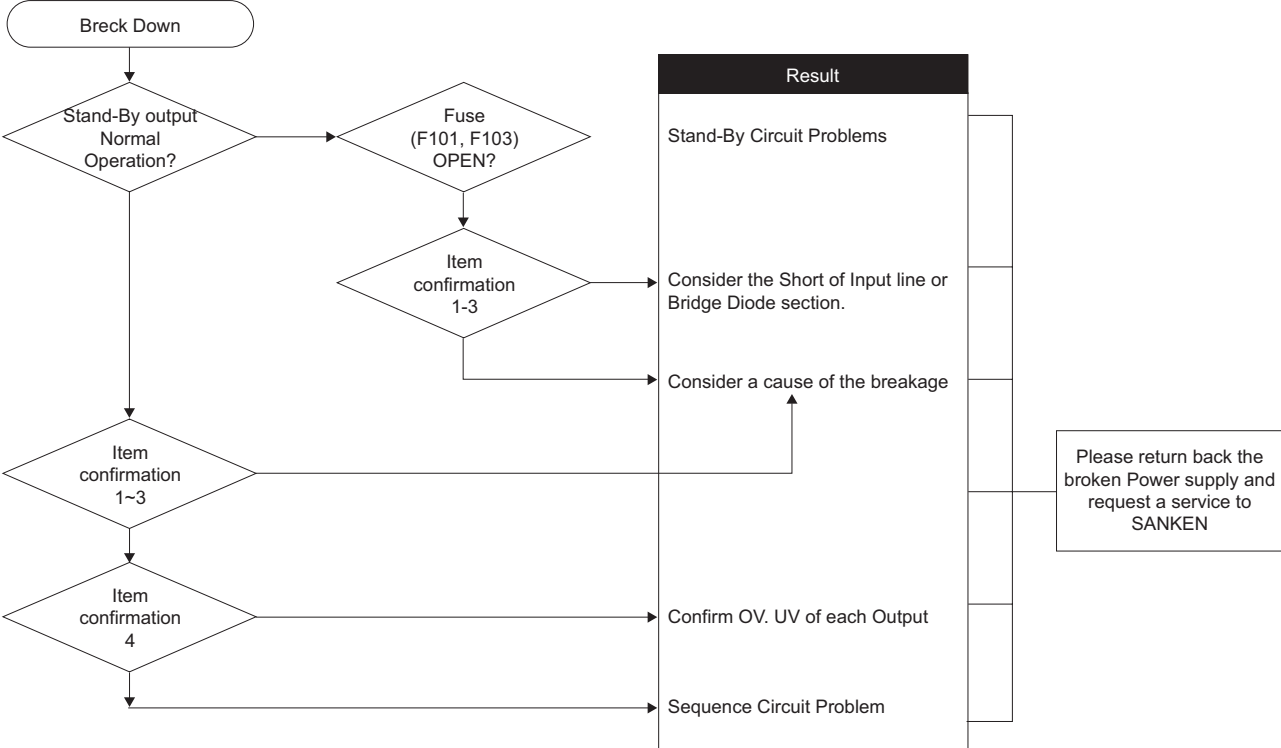 Breck Down
Stand-By output
Normal
Operation?
Fuse
(F101, F103)
OPEN?
Item
confirmation
1-3
Item
confirmation
1~3
Item
confirmation
4
Result
Stand-By Circuit Problems
Consider the Short of Input line or
Bridge Diode section.
Consider a cause of the breakage
Confirm OV. UV of each Output
Sequence Circuit Problem
Please return back the
broken Power supply and
request a service to
SANKEN